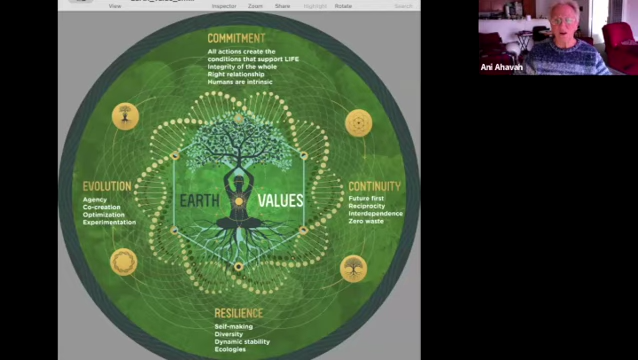 View
Inspector
Zoom
Share
Highlight
Rotate
Search
COMMITMENT
All actions create the
conditions that support LIFE
Integrity of the whole
Right relationship
Humans are intrinsic
Ani Ahavah
EVOLUTION
Agency
Co-creation
Optimization
Experimentation
EARTH VALUES
CONTINUITY
Future first
Reciprocity
Interdependence
Zero waste
RESILIENCE
Self-making
Diversity
Dynamic stability
Ecologies